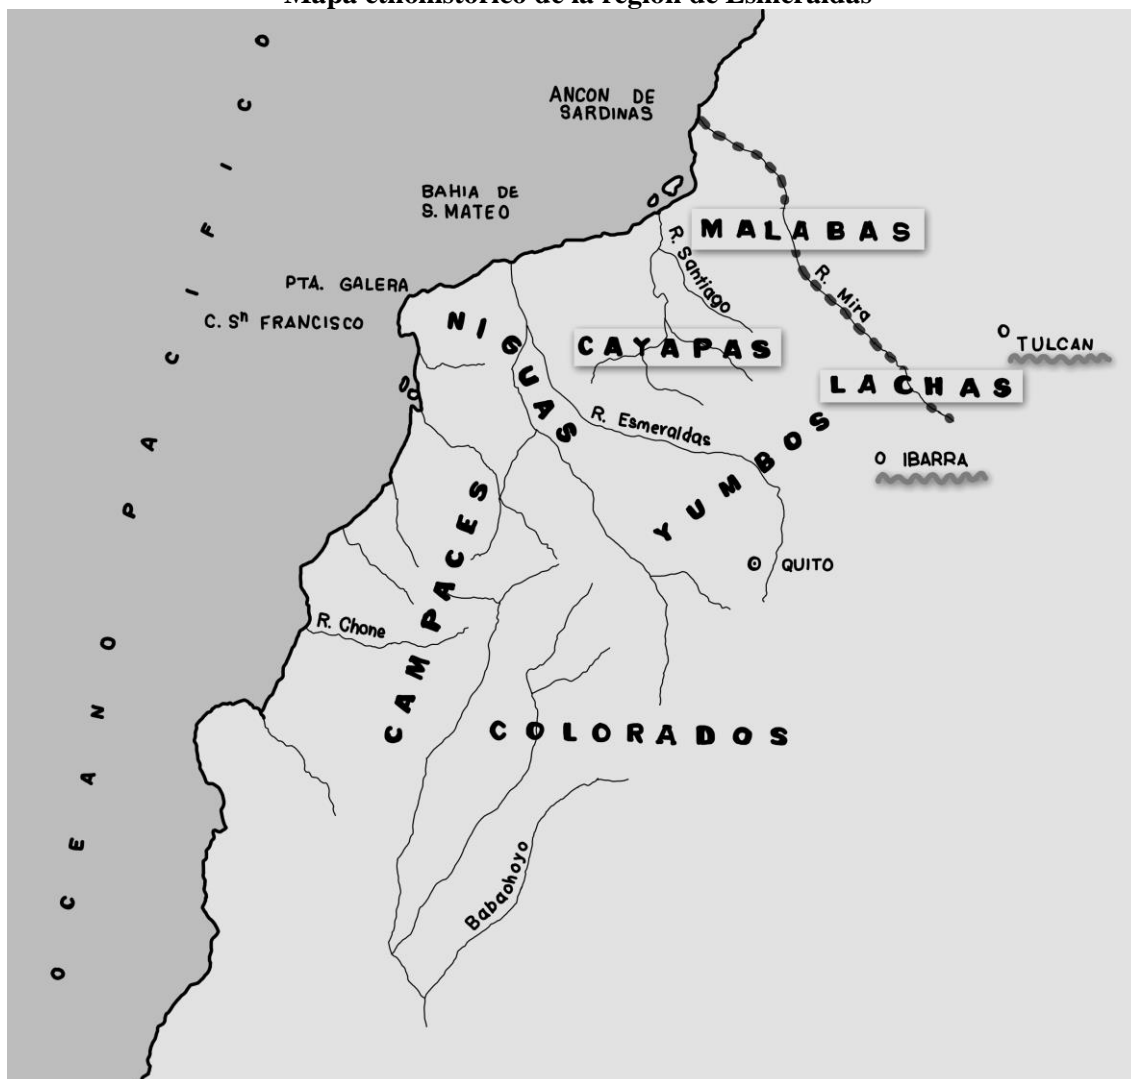 Mapa etnohistórico de la región de Esmeraldas
ANCON DE
SARDINAS
BAHIA DE
S. MATEO
MALABAS
R. Santiago
R. Mira
PTA. GALERA
C. Sⁿ FRANCISCO
NIGUAS
CAYAPAS
TULCAN
LACHAS
R. Esmeraldas
YUMBOS
IBARRA
QUITO
CAMPACES
R. Chone
COLORADOS
Babaohoyo
OCEANO PACIFICO